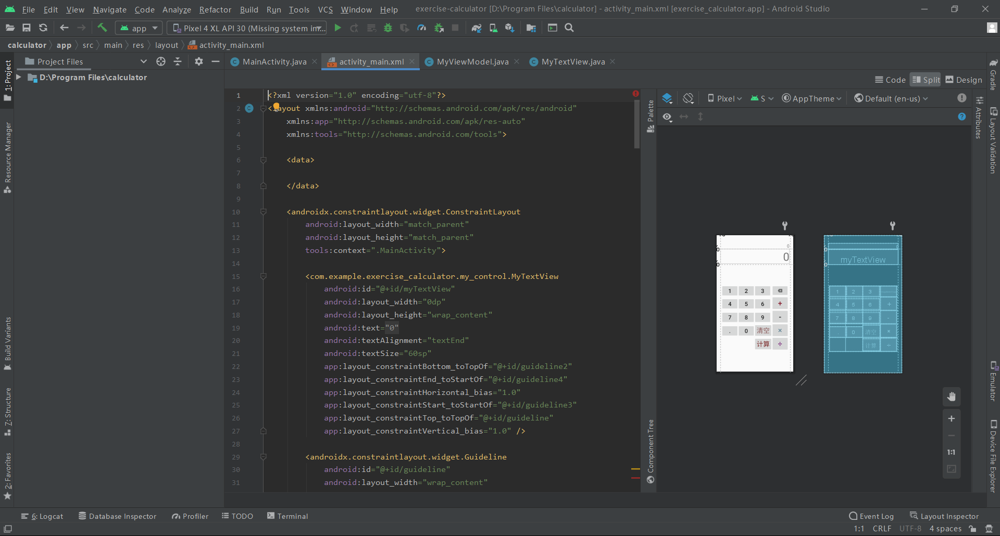 File Edit View Navigate Code Analyze Refactor Build Run Tools VCS Window Help exercise-calculator [D:\Program Files\calculator] - activity_main.xml [exercise_calculator.app] - Android Studio
app Pixel 4 XL API 30 (Missing system im...
calculator app src main res layout activity_main.xml
1: Project
Resource Manager
Build Variants
7: Structure
2: Favorites
Project Files
D:\Program Files\calculator
MainActivity.java activity_main.xml MyViewModel.java MyTextView.java
Code Split Design
1 <?xml version="1.0" encoding="utf-8"?>
2 <layout xmlns:android="http://schemas.android.com/apk/res/android"
3 xmlns:app="http://schemas.android.com/apk/res-auto"
4 xmlns:tools="http://schemas.android.com/tools">
5
6 <data>
7
8 </data>
9
10 <androidx.constraintlayout.widget.ConstraintLayout
11 android:layout_width="match_parent"
12 android:layout_height="match_parent"
13 tools:context=".MainActivity">
14
15 <com.example.exercise_calculator.my_control.MyTextView
16 android:id="@+id/myTextView"
17 android:layout_width="0dp"
18 android:layout_height="wrap_content"
19 android:text="0"
20 android:textAlignment="textEnd"
21 android:textSize="60sp"
22 app:layout_constraintBottom_toTopOf="@+id/guideline2"
23 app:layout_constraintEnd_toStartOf="@+id/guideline4"
24 app:layout_constraintHorizontal_bias="1.0"
25 app:layout_constraintStart_toStartOf="@+id/guideline3"
26 app:layout_constraintTop_toTopOf="@+id/guideline"
27 app:layout_constraintVertical_bias="1.0" />
28
29 <androidx.constraintlayout.widget.Guideline
30 android:id="@+id/guideline"
31 android:layout_width="wrap_content"
Palette
Component Tree
Pixel S AppTheme Default (en-us)
0
0
1 2 3
4 5 6 +
7 8 9 -
. 0 清空 ×
计算 ÷
myTextView
1 2 3
4 5 6 +
7 8 9 -
. 0 清空 ×
计算 ÷
1:1
Attributes
Gradle
Layout Validation
Emulator
Device File Explorer
6: Logcat Database Inspector Profiler TODO Terminal Event Log Layout Inspector
1:1 CRLF UTF-8 4 spaces